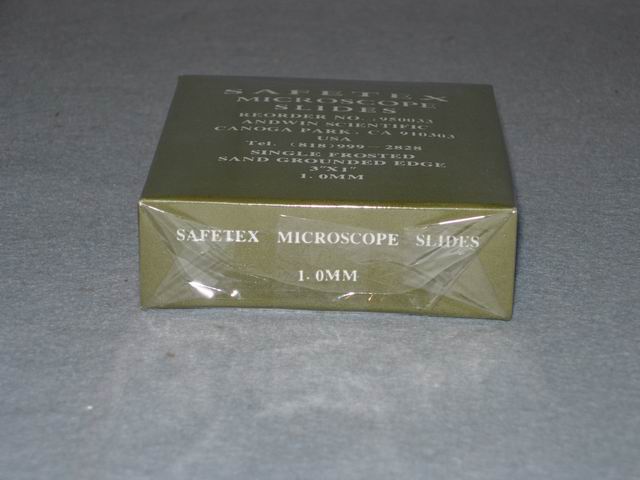 SAFETEX
MICROSCOPE
SLIDES
REORDER NO. :950033
ANDWIN SCIENTIFIC
CANOGA PARK, CA 910303
USA
Tel. (818)999-2828
SINGLE FROSTED
SAND GROUNDED EDGE
3"X1"
1.0MM
SAFETEX MICROSCOPE SLIDES
1.0MM